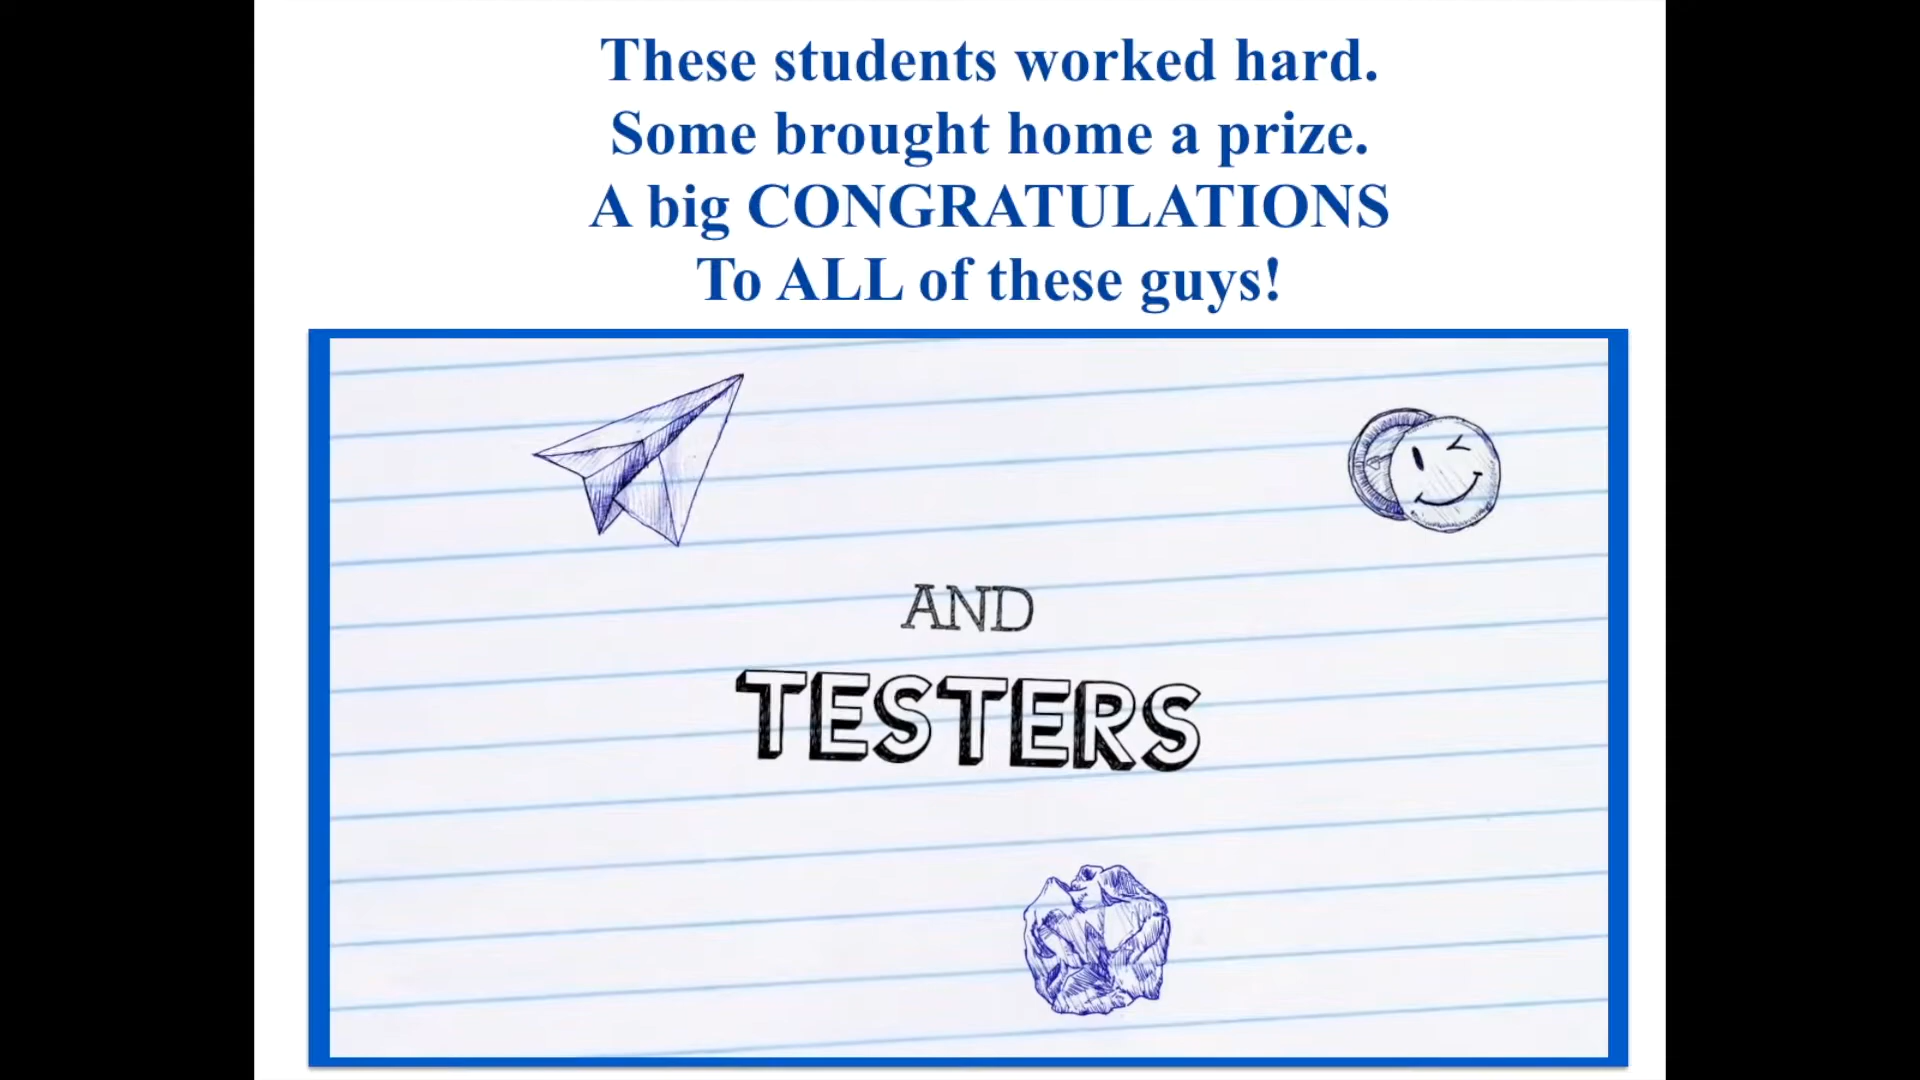 These students worked hard.
Some brought home a prize.
A big CONGRATULATIONS
To ALL of these guys!
AND
TESTERS